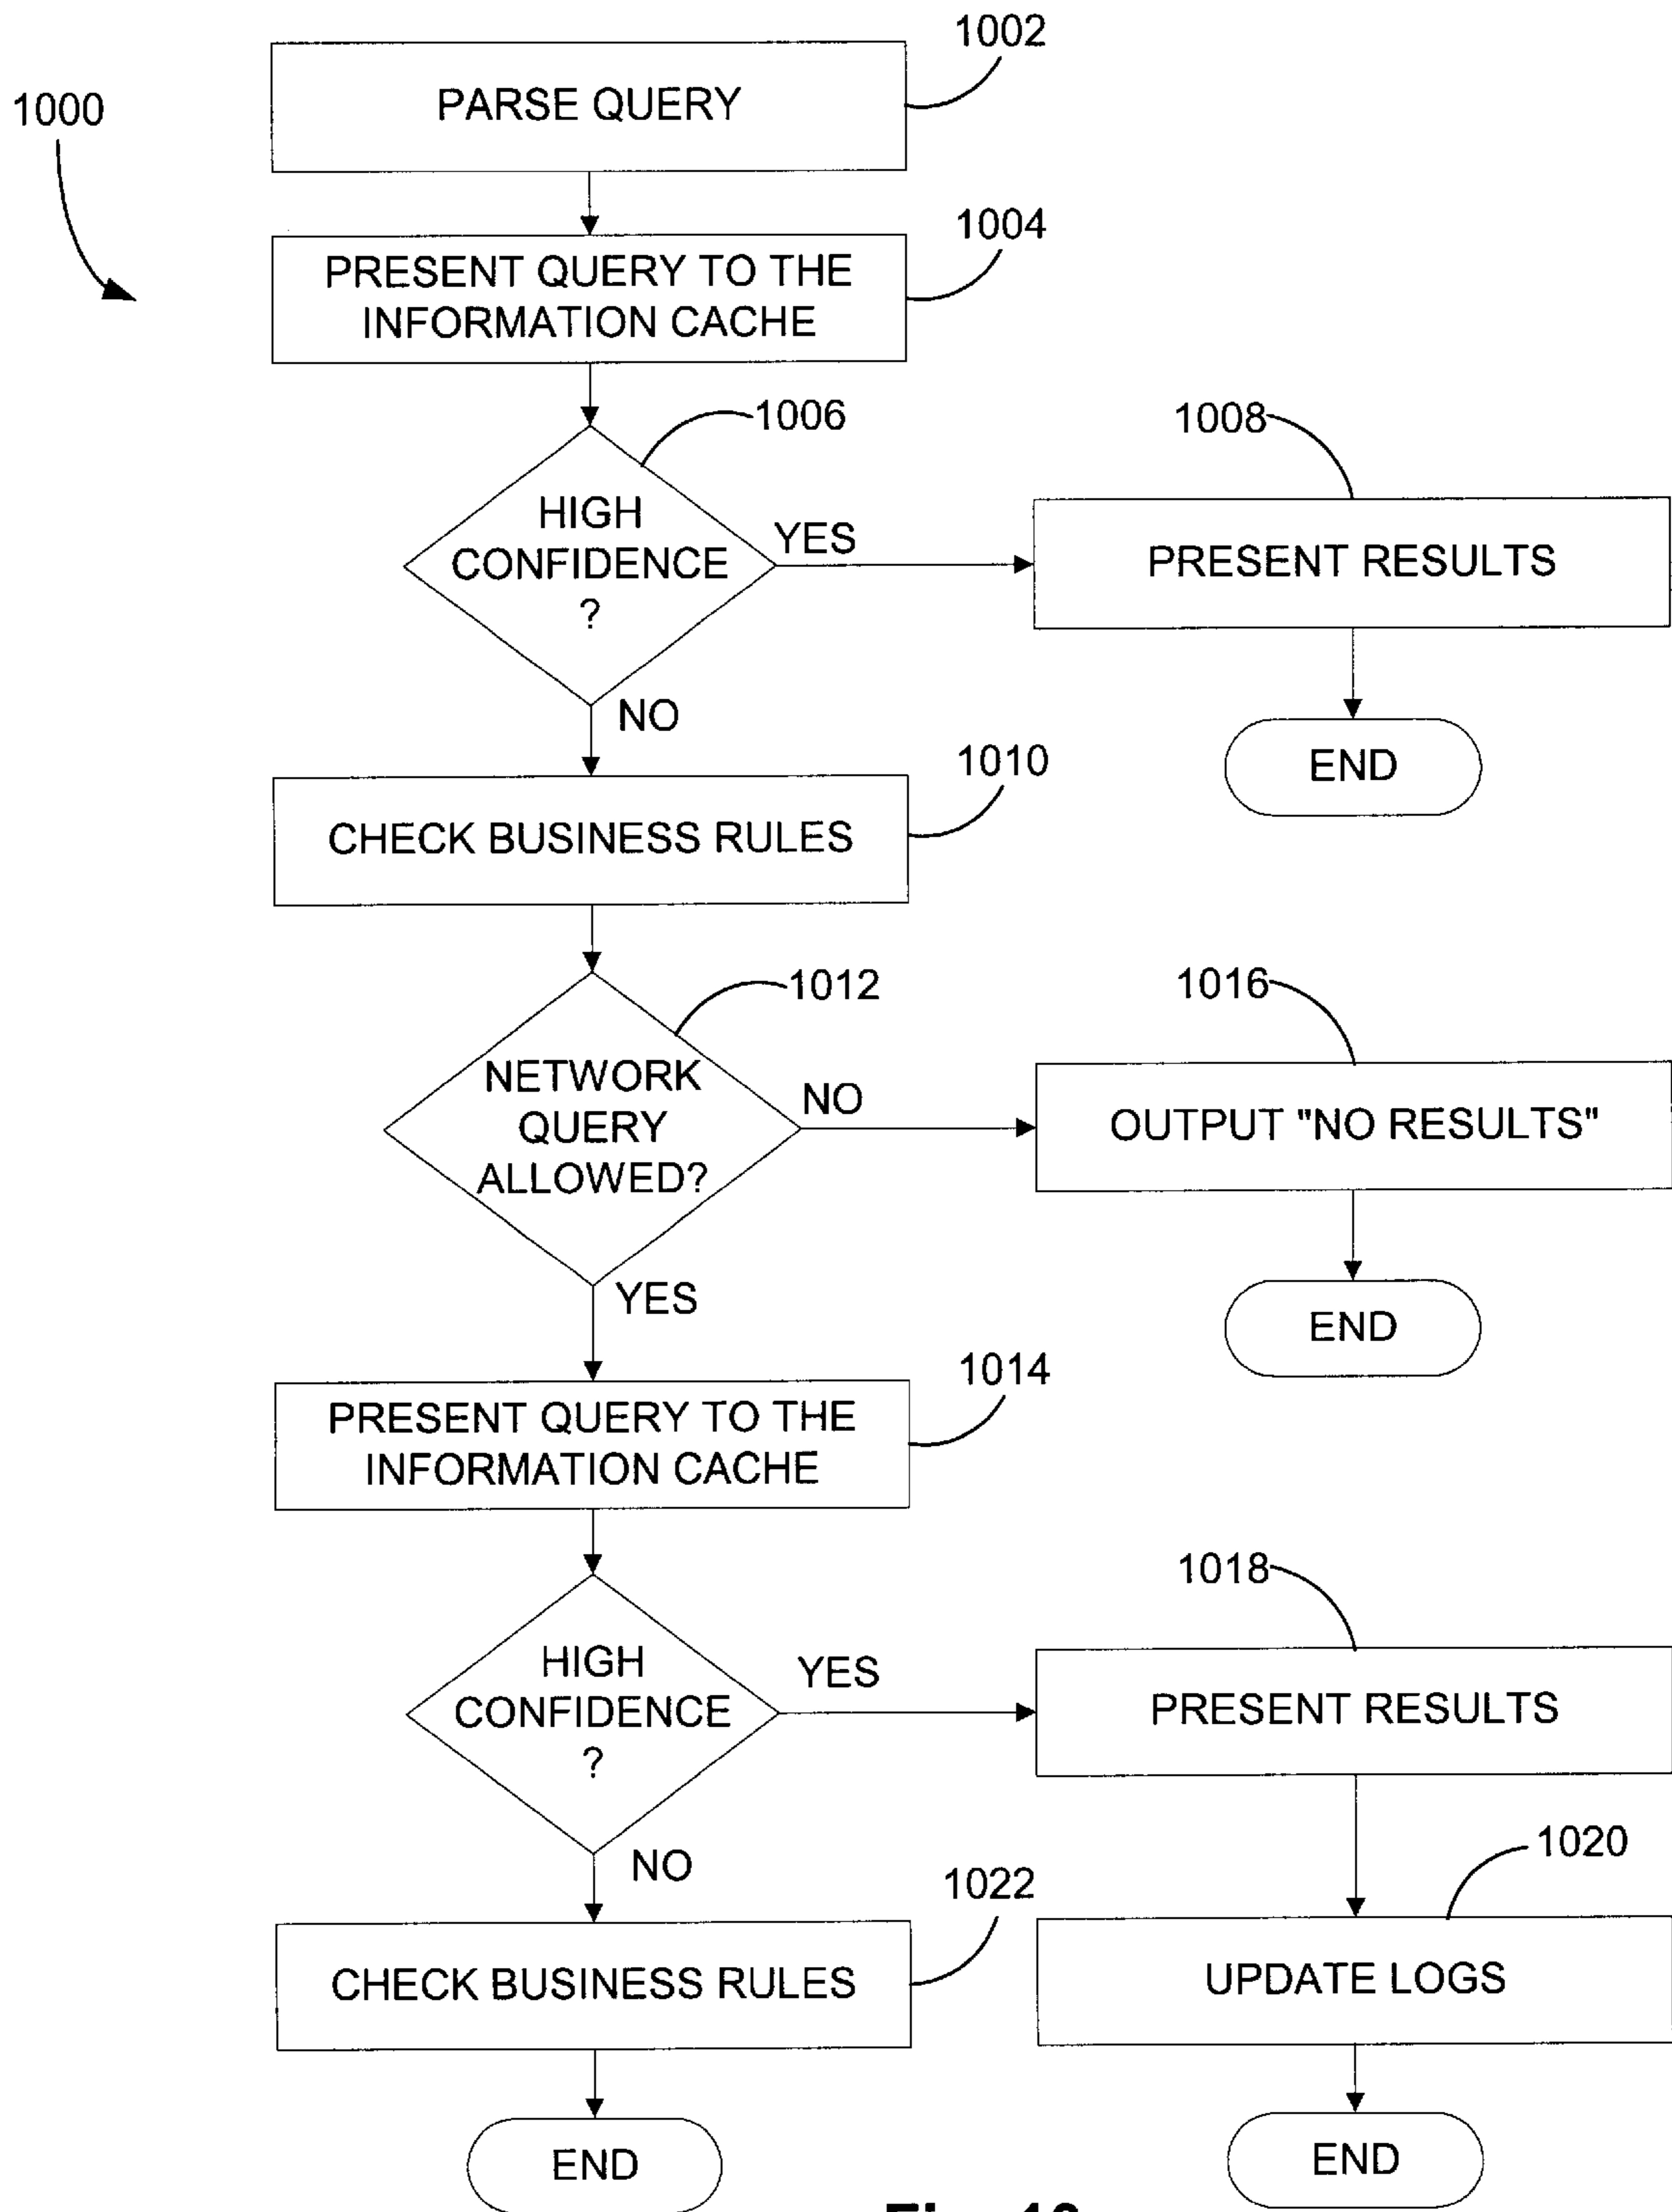 1002
1000
PARSE QUERY
1004
PRESENT QUERY TO THE
INFORMATION CACHE
1006
1008
HIGH
CONFIDENCE
?
YES
PRESENT RESULTS
NO
END
1010
CHECK BUSINESS RULES
1012
1016
NETWORK
QUERY
ALLOWED?
NO
OUTPUT "NO RESULTS"
YES
END
1014
PRESENT QUERY TO THE
INFORMATION CACHE
1018
HIGH
CONFIDENCE
?
YES
PRESENT RESULTS
NO
1020
1022
CHECK BUSINESS RULES
UPDATE LOGS
END
END